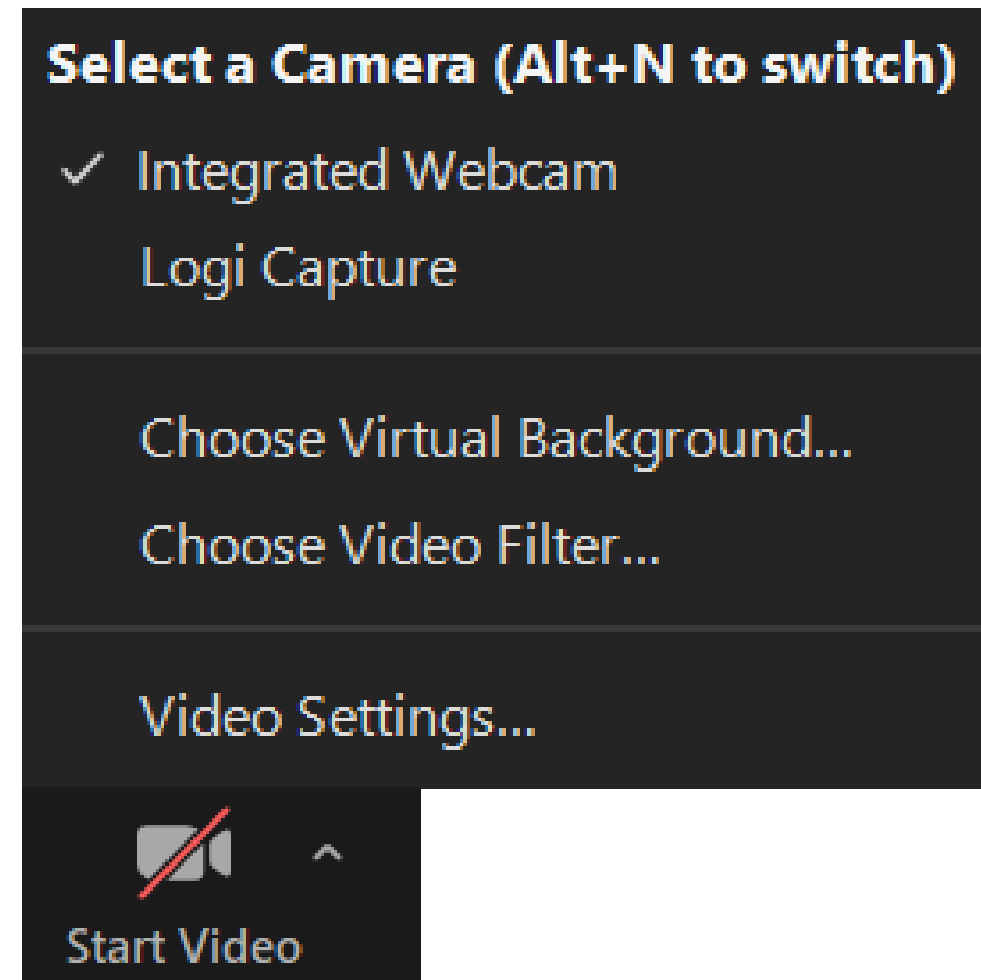 Select a Camera (Alt+N to switch)
Integrated Webcam
Logi Capture
Choose Virtual Background...
Choose Video Filter...
Video Settings...
Start Video